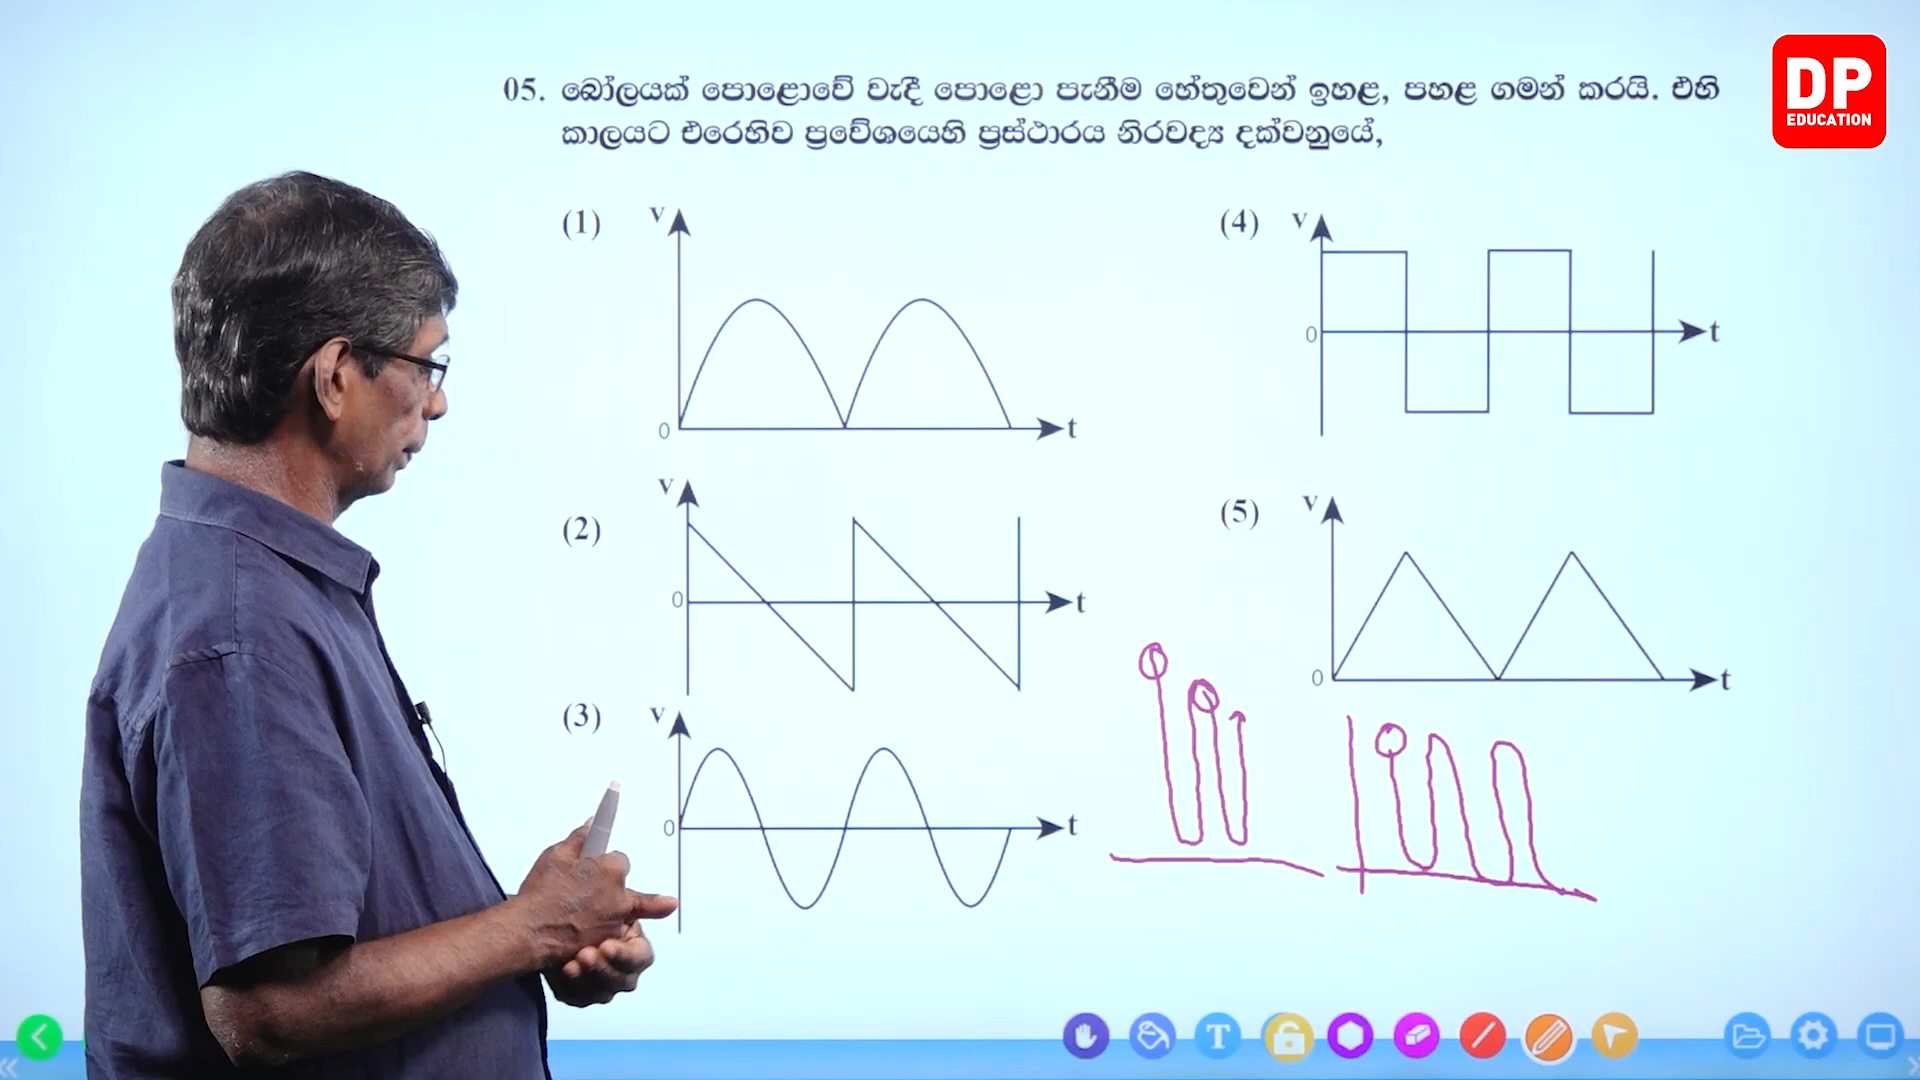 DP
EDUCATION
05. බෝලයක් පොළොවේ වැදී පොළො පැනීම හේතුවෙන් ඉහළ, පහළ ගමන් කරයි. එහි
කාලයට එරෙහිව ප්‍රවේශයෙහි ප්‍රස්ථාරය නිරවද්‍ය දක්වනුයේ,
(1) v 0 t
(4) v 0 t
(2) v 0 t
(5) v 0 t
(3) v 0 t
T